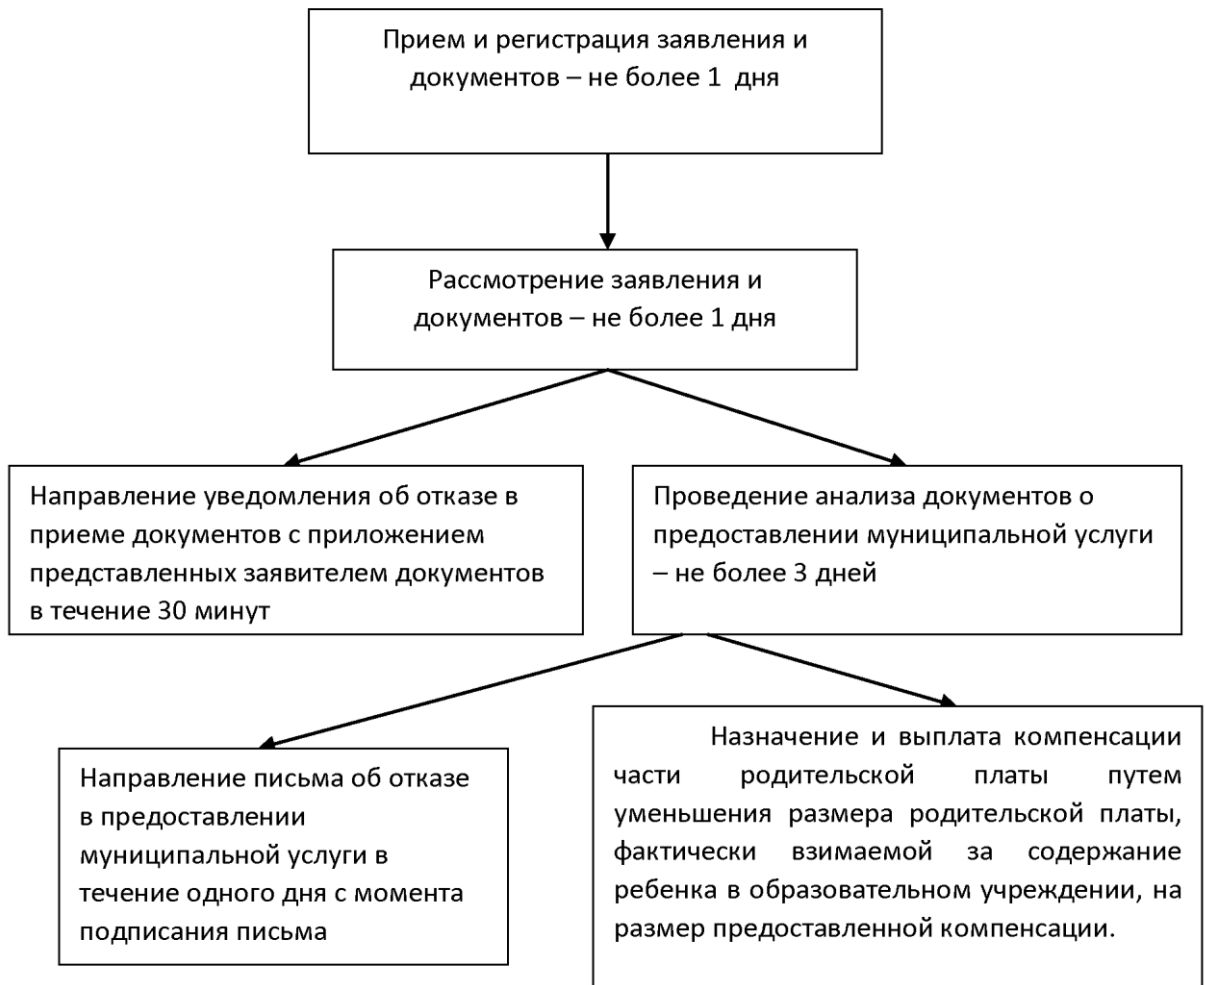 Прием и регистрация заявления и
документов – не более 1 дня
Рассмотрение заявления и
документов – не более 1 дня
Направление уведомления об отказе в
приеме документов с приложением
представленных заявителем документов
в течение 30 минут
Проведение анализа документов о
предоставлении муниципальной услуги
– не более 3 дней
Направление письма об отказе
в предоставлении
муниципальной услуги в
течение одного дня с момента
подписания письма
Назначение и выплата компенсации
части родительской платы путем
уменьшения размера родительской платы,
фактически взимаемой за содержание
ребенка в образовательном учреждении, на
размер предоставленной компенсации.